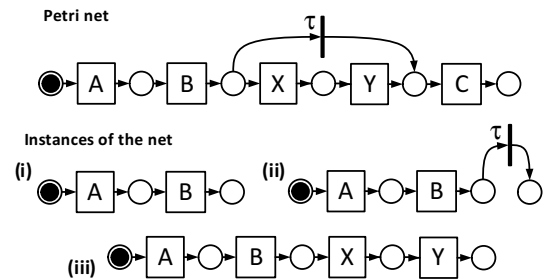 Petri net
τ
A B X Y C
Instances of the net
(i) A B
(ii) A B τ
(iii) A B X Y